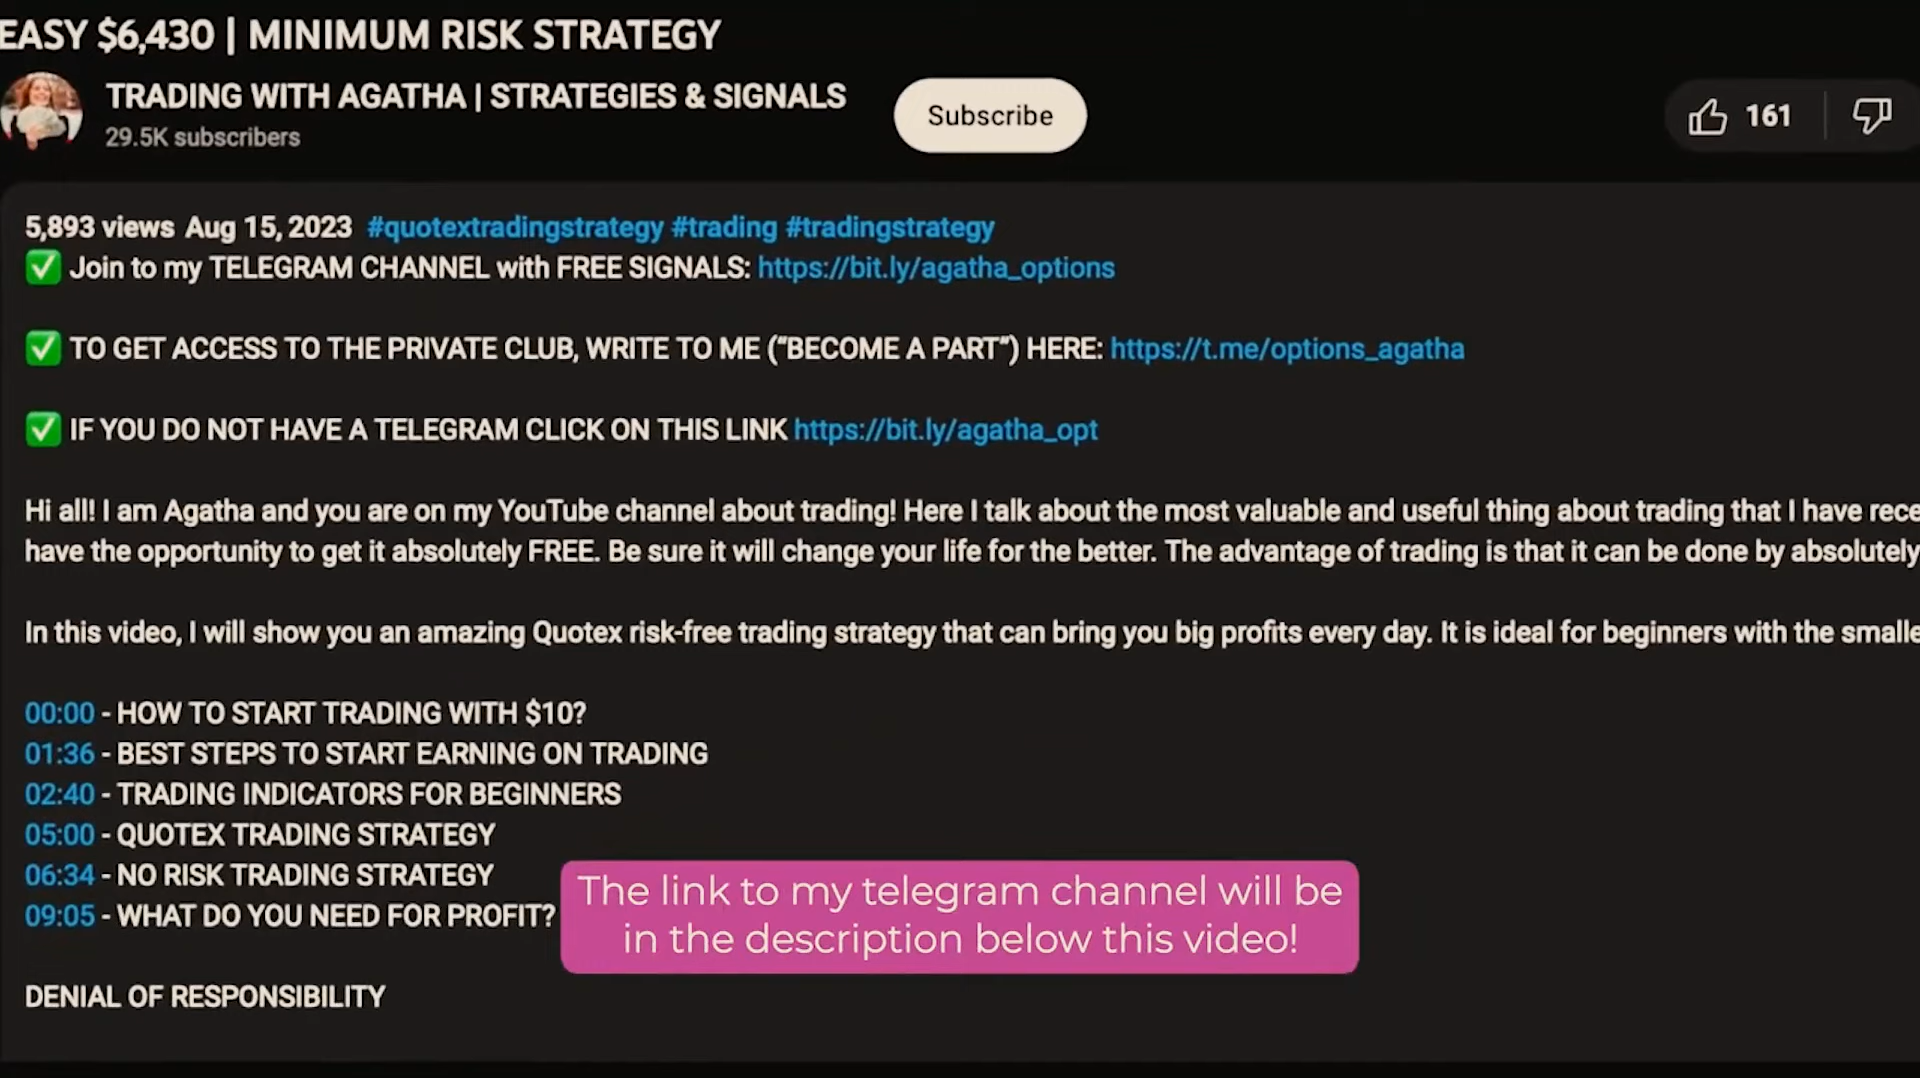 EASY $6,430 | MINIMUM RISK STRATEGY
TRADING WITH AGATHA | STRATEGIES & SIGNALS
29.5K subscribers
Subscribe
161
5,893 views Aug 15, 2023 #quotextradingstrategy #trading #tradingstrategy
✅ Join to my TELEGRAM CHANNEL with FREE SIGNALS: https://bit.ly/agatha_options
✅ TO GET ACCESS TO THE PRIVATE CLUB, WRITE TO ME ("BECOME A PART") HERE: https://t.me/options_agatha
✅ IF YOU DO NOT HAVE A TELEGRAM CLICK ON THIS LINK https://bit.ly/agatha_opt
Hi all! I am Agatha and you are on my YouTube channel about trading! Here I talk about the most valuable and useful thing about trading that I have
have the opportunity to get it absolutely FREE. Be sure it will change your life for the better. The advantage of trading is that it can be done by absolutely
In this video, I will show you an amazing Quotex risk-free trading strategy that can bring you big profits every day. It is ideal for beginners with the
00:00 - HOW TO START TRADING WITH $10?
01:36 - BEST STEPS TO START EARNING ON TRADING
02:40 - TRADING INDICATORS FOR BEGINNERS
05:00 - QUOTEX TRADING STRATEGY
06:34 - NO RISK TRADING STRATEGY
09:05 - WHAT DO YOU NEED FOR PROFIT?
The link to my telegram channel will be
in the description below this video!
DENIAL OF RESPONSIBILITY